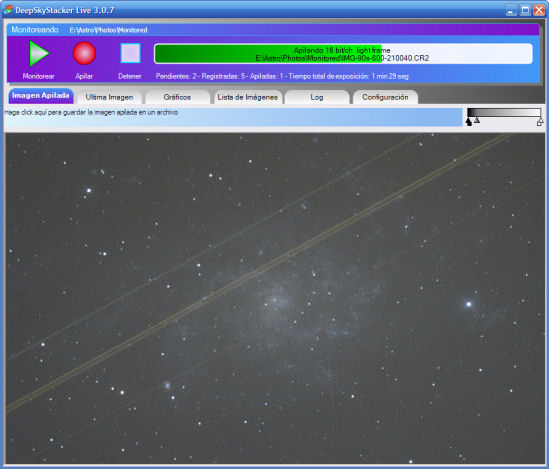 DeepSkyStacker Live 3.0.7
Monitoreando E:\Astro\Photos\Monitored
Apilando 16 bit/ch light frame
E:\Astro\Photos\Monitored\IMG-90s-800-210040.CR2
Monitorear Apilar Detener Pendientes: 2 - Registradas: 5 - Apiladas: 1 - Tiempo total de exposición: 1 min 29 seg
Imagen Apilada Ultima Imagen Gráficos Lista de Imágenes Log Configuración
Haga click aquí para guardar la imagen apilada en un archivo